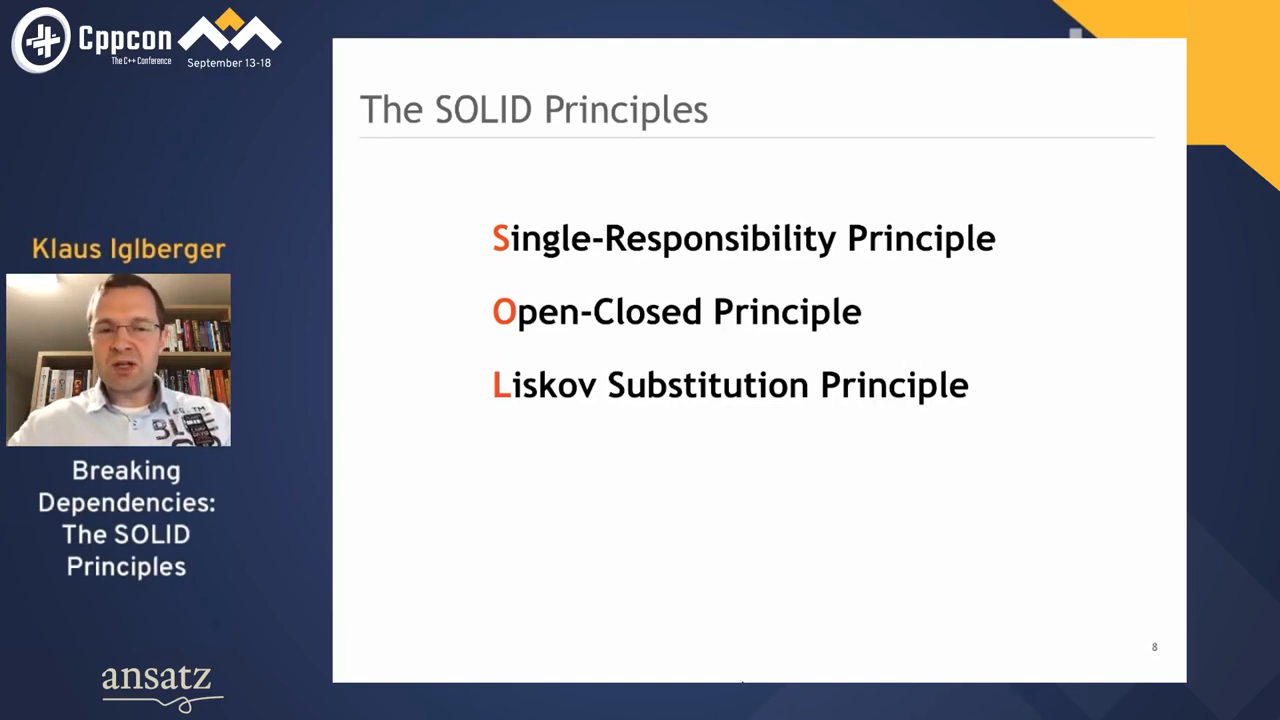 Cppcon
The C++ Conference
September 13-18
The SOLID Principles
Single-Responsibility Principle
Open-Closed Principle
Liskov Substitution Principle
8
Klaus Iglberger
Breaking
Dependencies:
The SOLID
Principles
ansatz